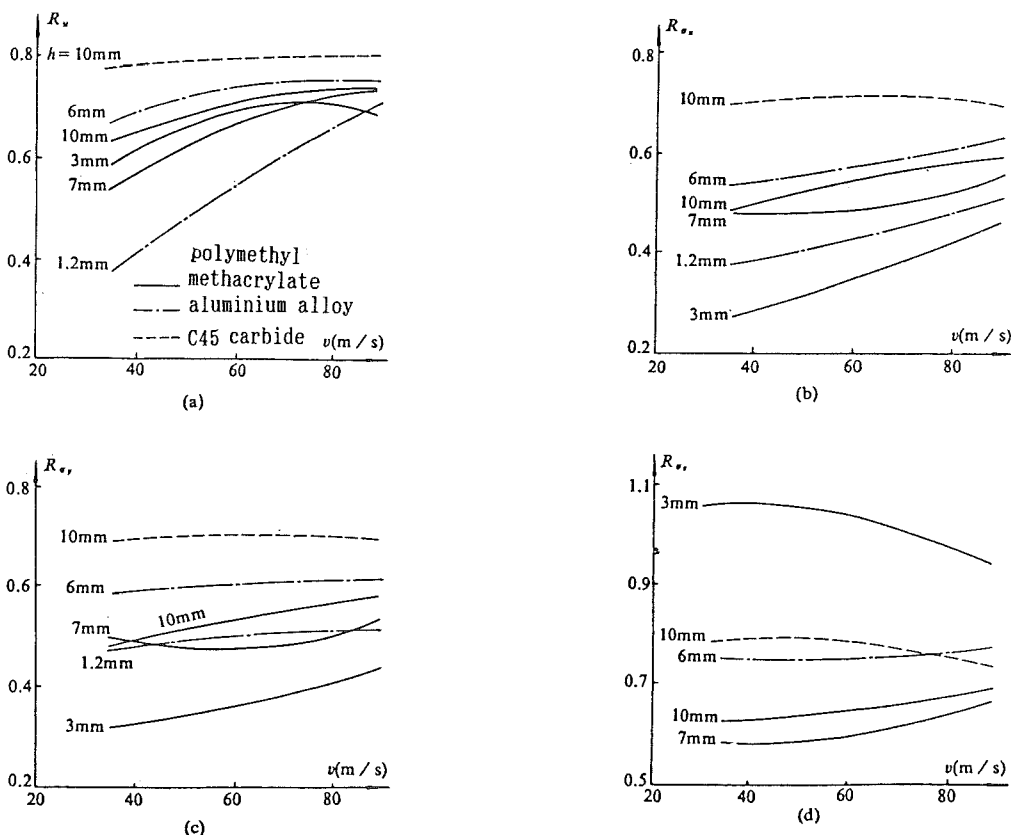 R_u
0.8
h = 10mm
6mm
0.6
10mm
3mm
7mm
0.4
1.2mm
polymethyl
methacrylate
aluminium alloy
C45 carbide
v(m / s)
0.2
20 40 60 80
(a)
R_σx
0.8
10mm
0.6
6mm
10mm
7mm
0.4
1.2mm
3mm
v(m / s)
0.2
20 40 60 80
(b)
R_σy
0.8
10mm
0.6
6mm
10mm
7mm
1.2mm
0.4
3mm
v(m / s)
0.2
20 40 60 80
(c)
1.1
3mm
0.9
10mm
6mm
0.7
10mm
7mm
v(m / s)
0.5
20 40 60 80
(d)